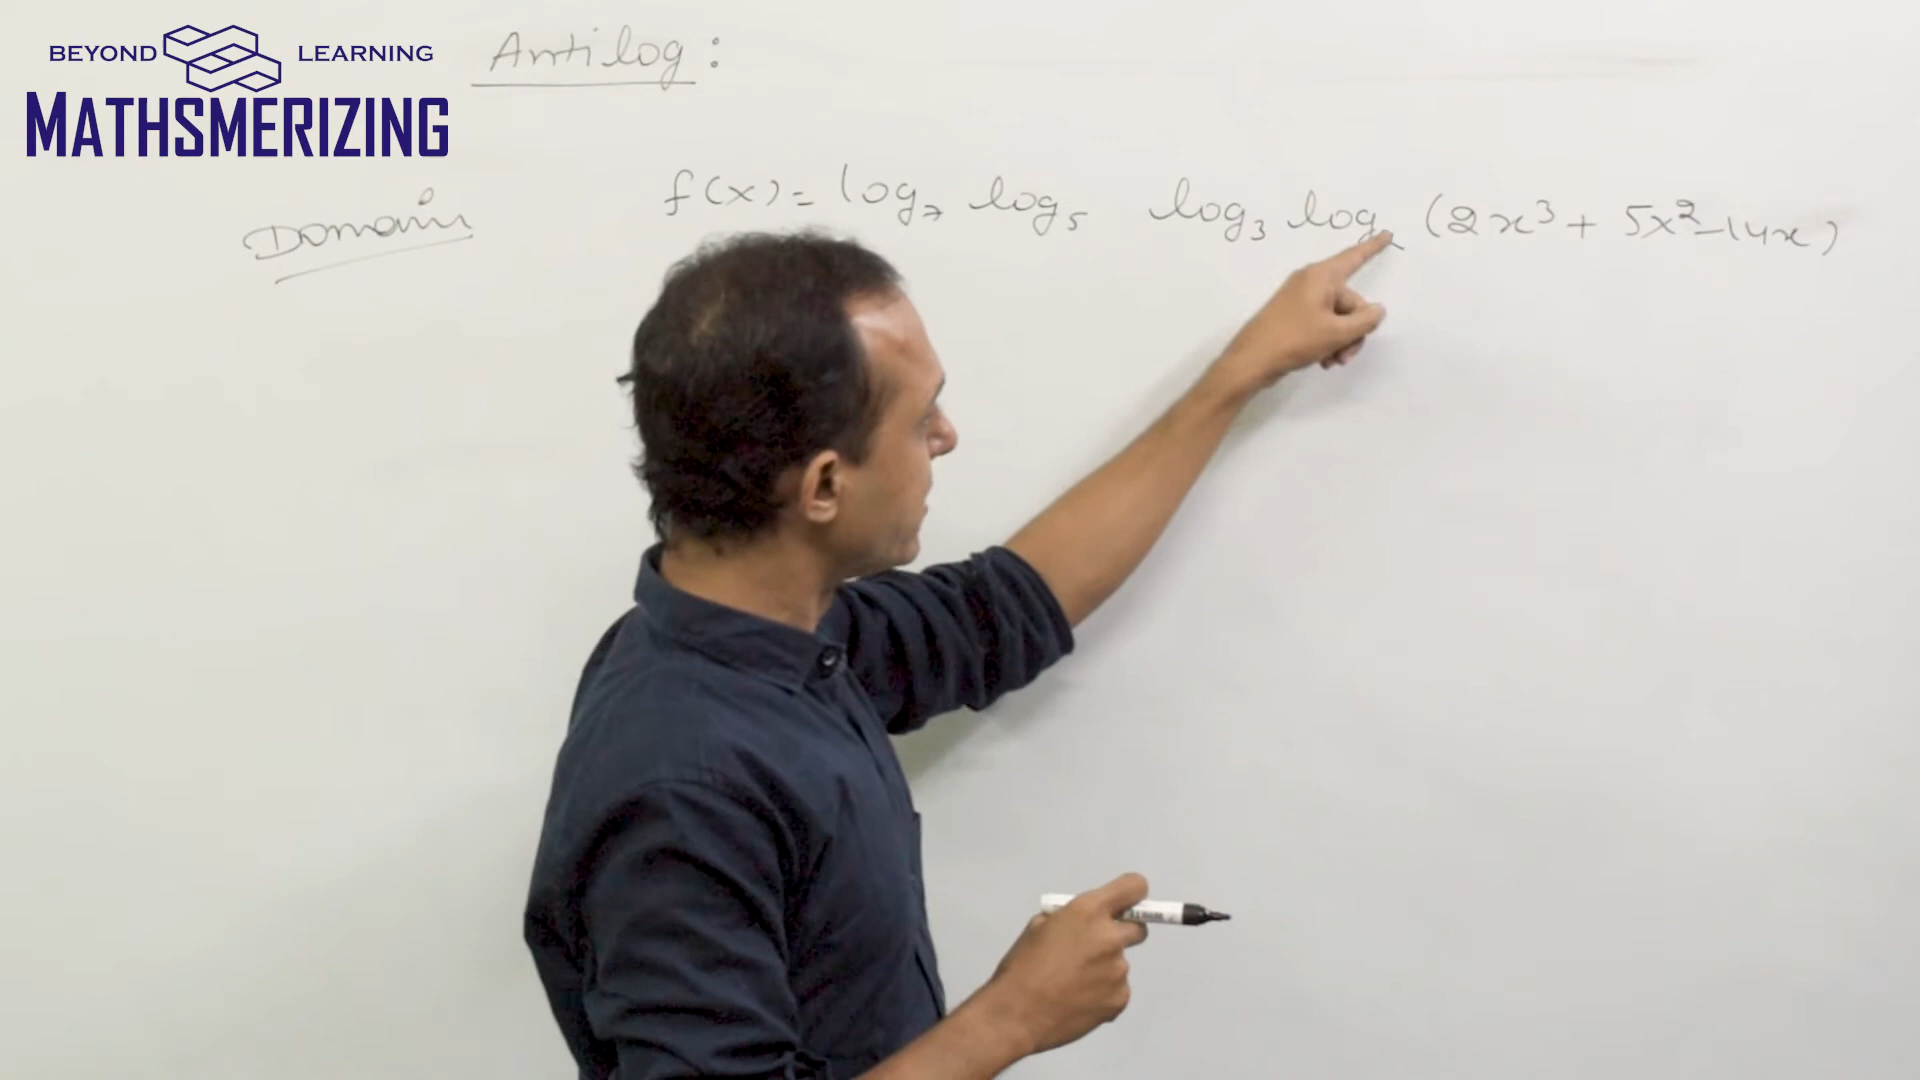 BEYOND LEARNING
MATHSMERIZING
Antilog :
Domain
f(x) = log₇ log₅ log₃ log₂ (2x³ + 5x² - 14x)